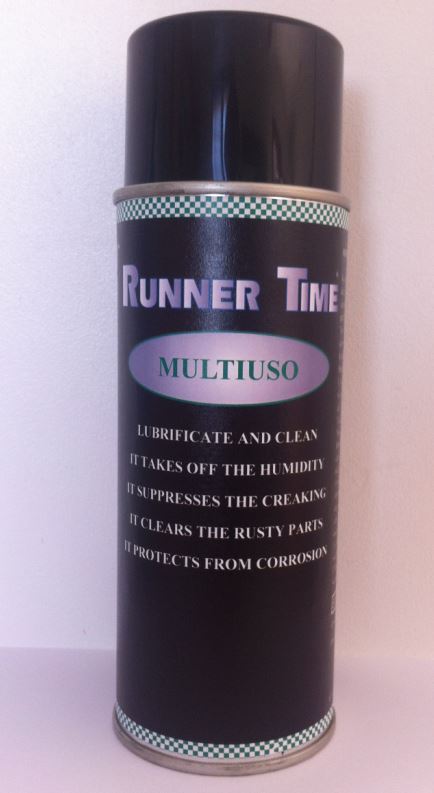 RUNNER TIME
MULTIUSO
LUBRIFICATE AND CLEAN
IT TAKES OFF THE HUMIDITY
IT SUPPRESSES THE CREAKING
IT CLEARS THE RUSTY PARTS
IT PROTECTS FROM CORROSION